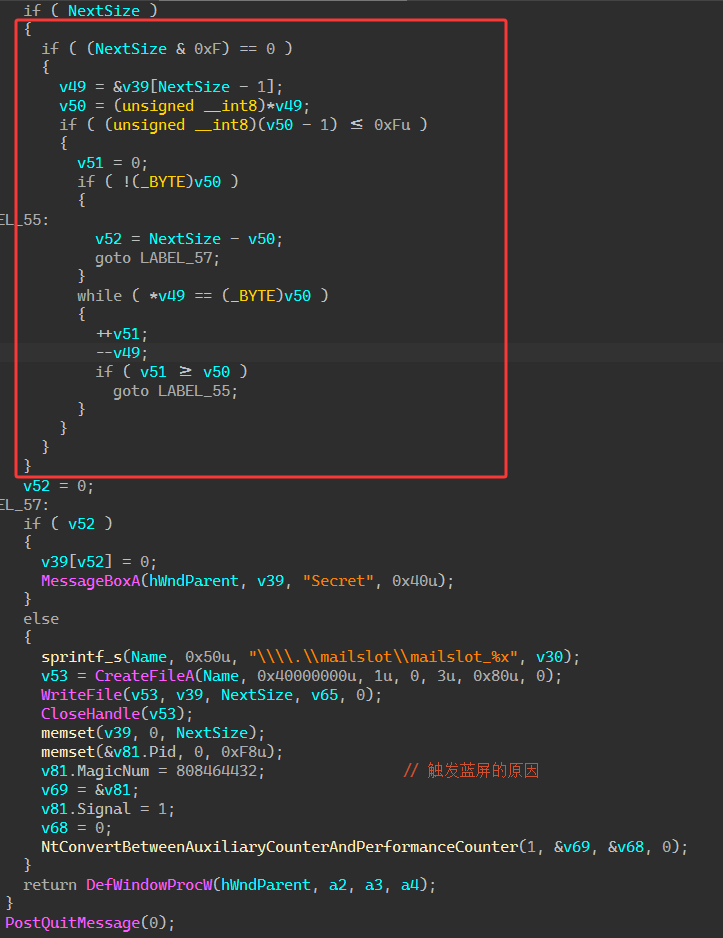 if ( NextSize )
{
if ( (NextSize & 0xF) == 0 )
{
v49 = &v39[NextSize - 1];
v50 = (unsigned __int8)*v49;
if ( (unsigned __int8)(v50 - 1) ≤ 0xFu )
{
v51 = 0;
if ( !(_BYTE)v50 )
{
EL_55:
v52 = NextSize - v50;
goto LABEL_57;
}
while ( *v49 == (_BYTE)v50 )
{
++v51;
--v49;
if ( v51 ≥ v50 )
goto LABEL_55;
}
}
}
}
v52 = 0;
EL_57:
if ( v52 )
{
v39[v52] = 0;
MessageBoxA(hWndParent, v39, "Secret", 0x40u);
}
else
{
sprintf_s(Name, 0x50u, "\\\\.\\mailslot\\mailslot_%x", v30);
v53 = CreateFileA(Name, 0x40000000u, 1u, 0, 3u, 0x80u, 0);
WriteFile(v53, v39, NextSize, v65, 0);
CloseHandle(v53);
memset(v39, 0, NextSize);
memset(&v81.Pid, 0, 0xF8u);
v81.MagicNum = 808464432; // 触发蓝屏的原因
v69 = &v81;
v81.Signal = 1;
v68 = 0;
NtConvertBetweenAuxiliaryCounterAndPerformanceCounter(1, &v69, &v68, 0);
}
return DefWindowProcW(hWndParent, a2, a3, a4);
}
PostQuitMessage(0);